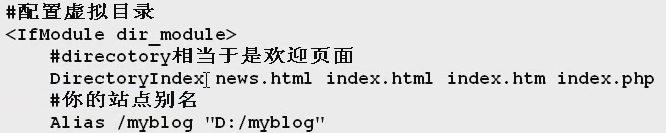 #配置虚拟目录
<IfModule dir_module>
#direcotory相当于是欢迎页面
DirectoryIndex news.html index.html index.htm index.php
#你的站点别名
Alias /myblog "D:/myblog"